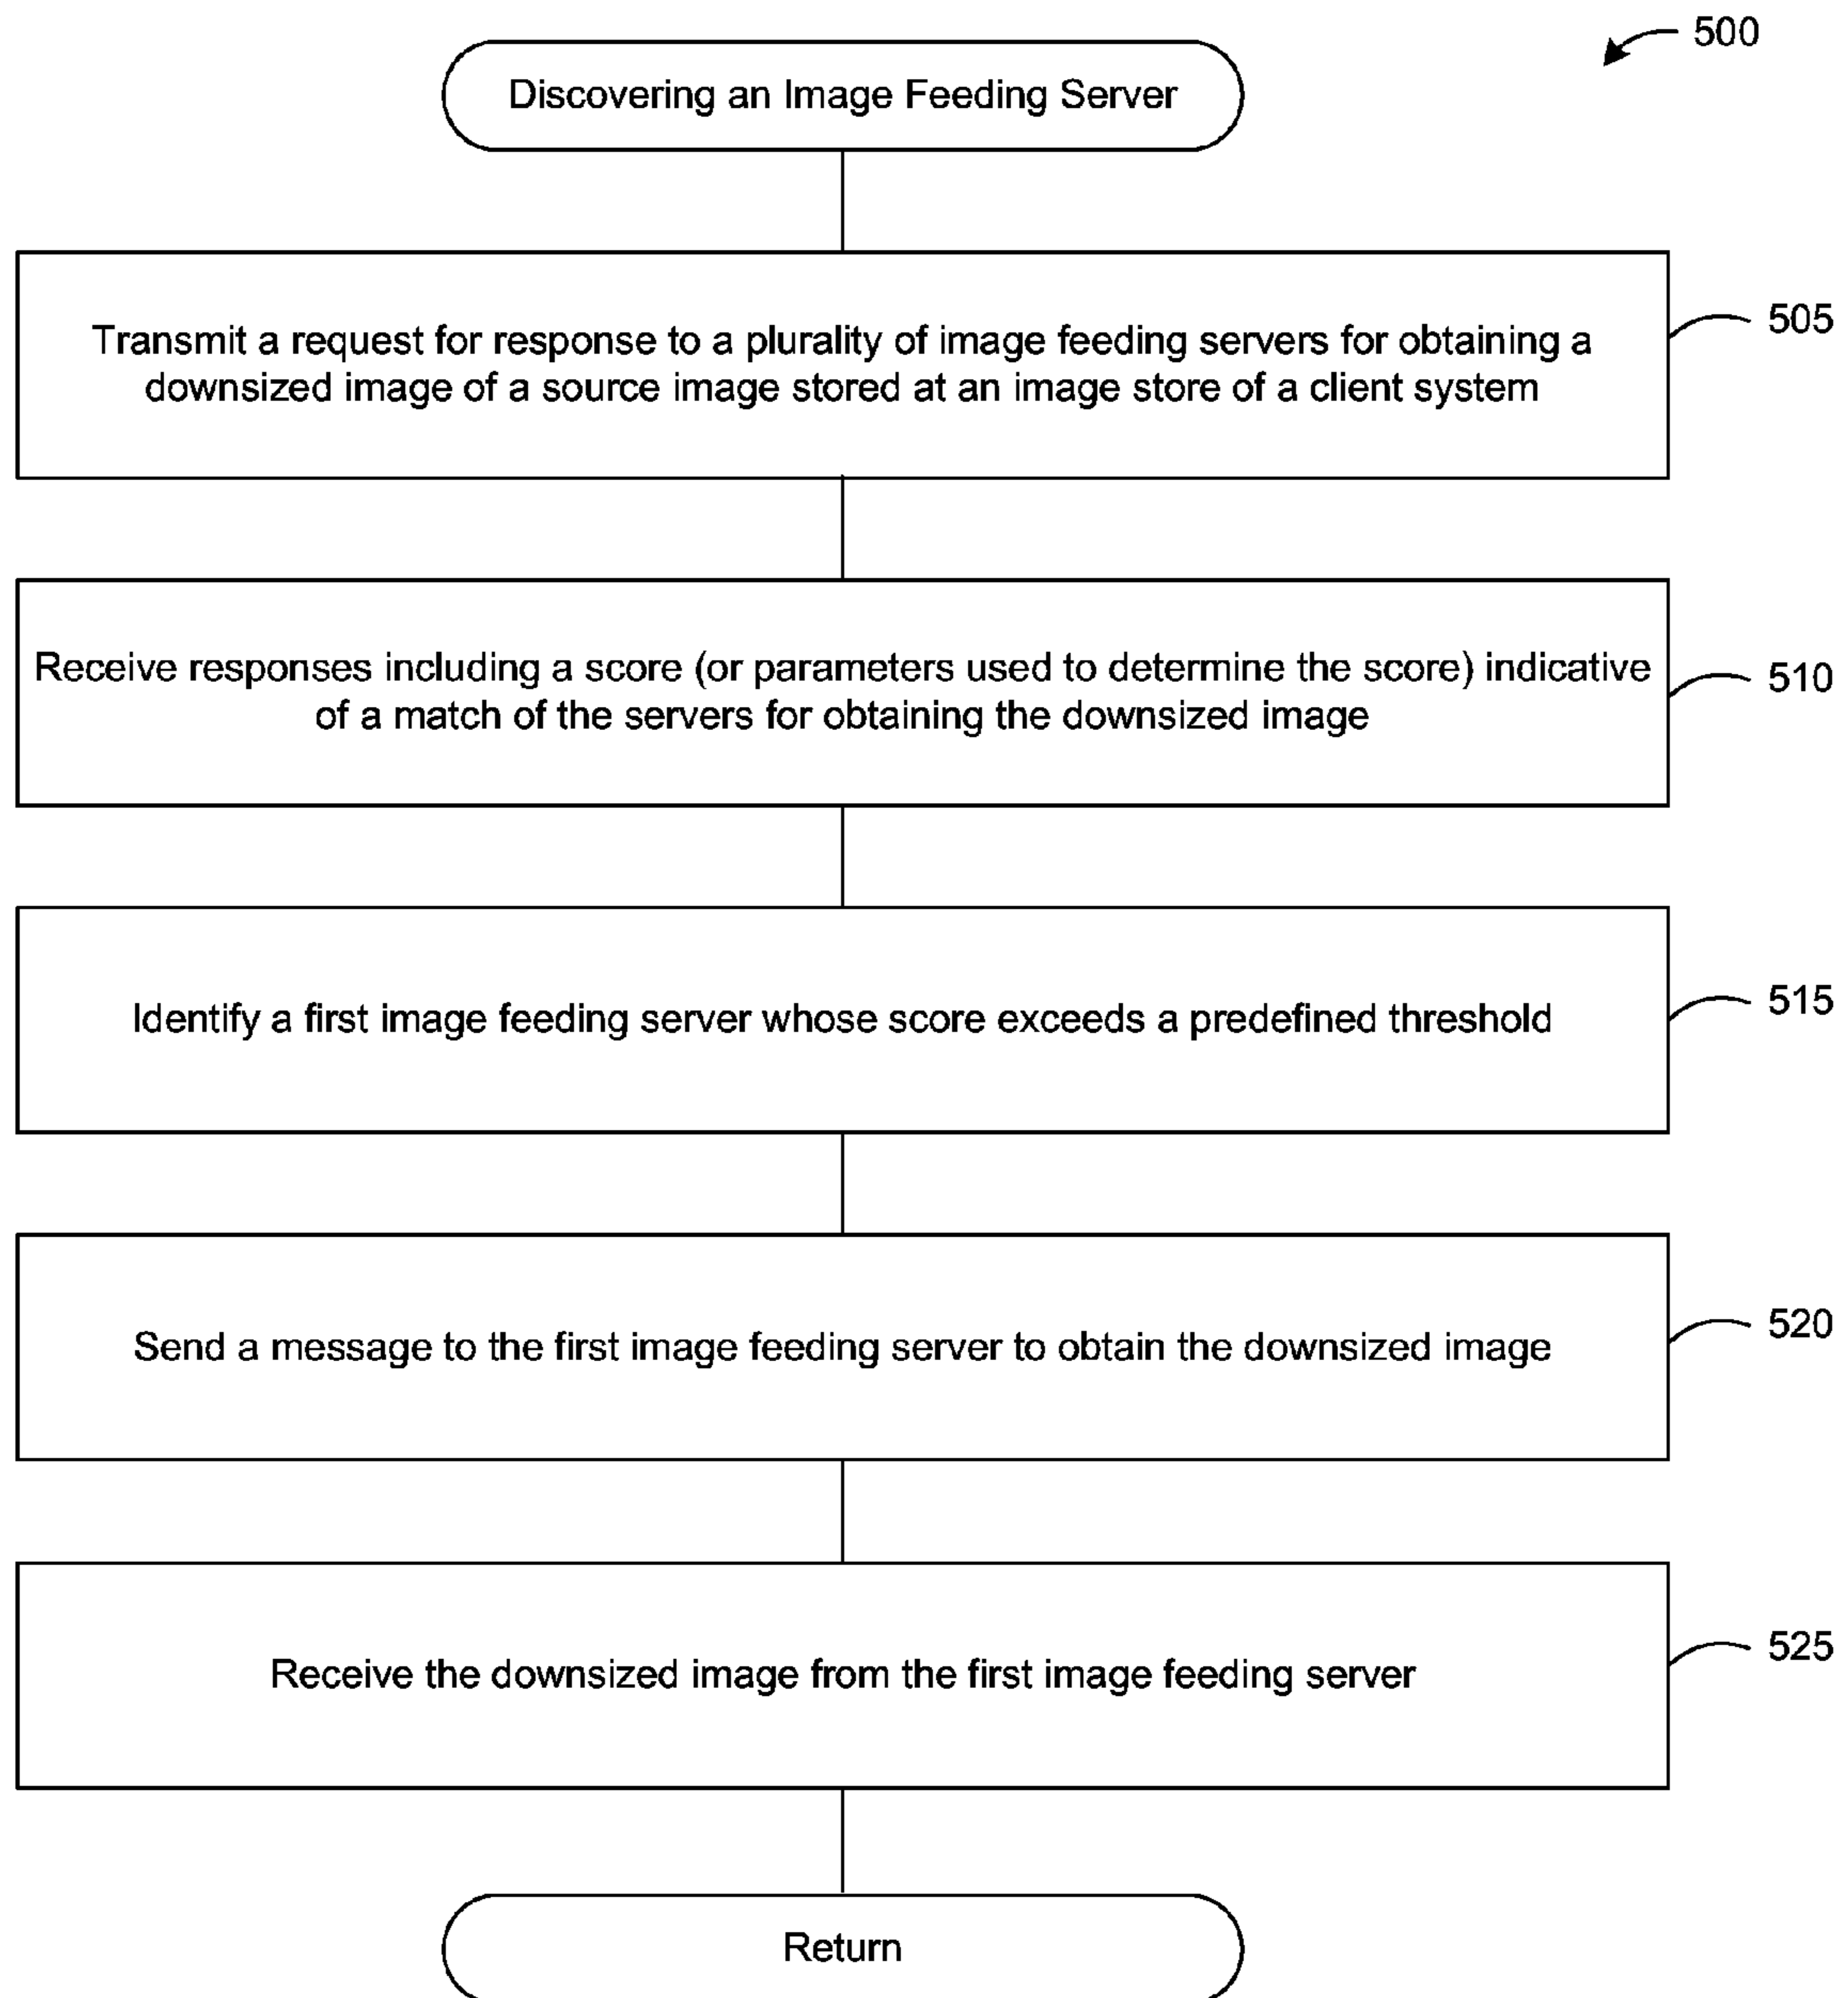 500
Discovering an Image Feeding Server
Transmit a request for response to a plurality of image feeding servers for obtaining a
downsized image of a source image stored at an image store of a client system
505
Receive responses including a score (or parameters used to determine the score) indicative
of a match of the servers for obtaining the downsized image
510
Identify a first image feeding server whose score exceeds a predefined threshold
515
Send a message to the first image feeding server to obtain the downsized image
520
Receive the downsized image from the first image feeding server
525
Return